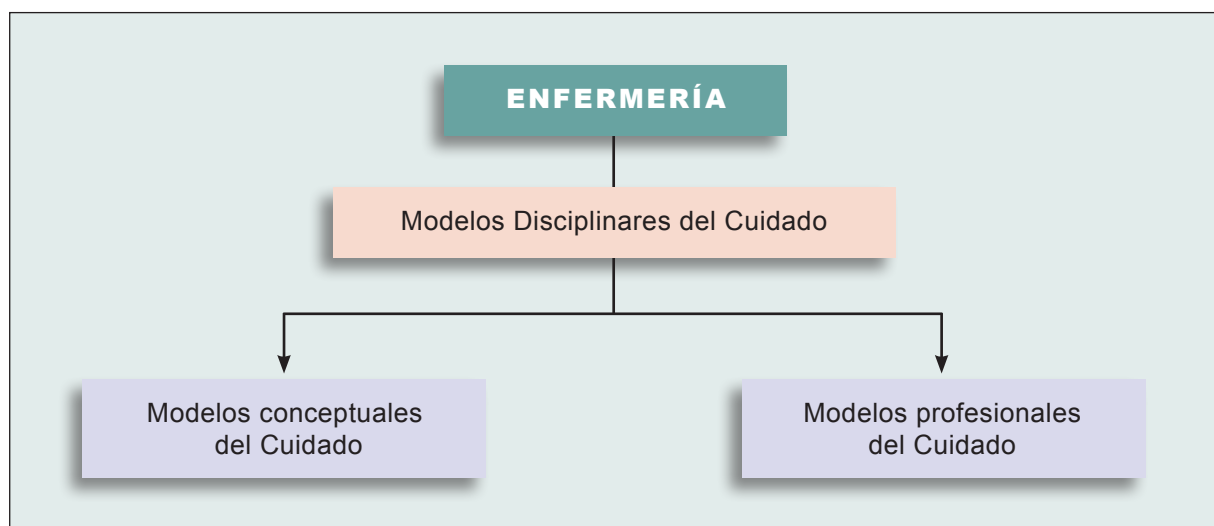 ENFERMERÍA
Modelos Disciplinares del Cuidado
Modelos conceptuales
del Cuidado
Modelos profesionales
del Cuidado